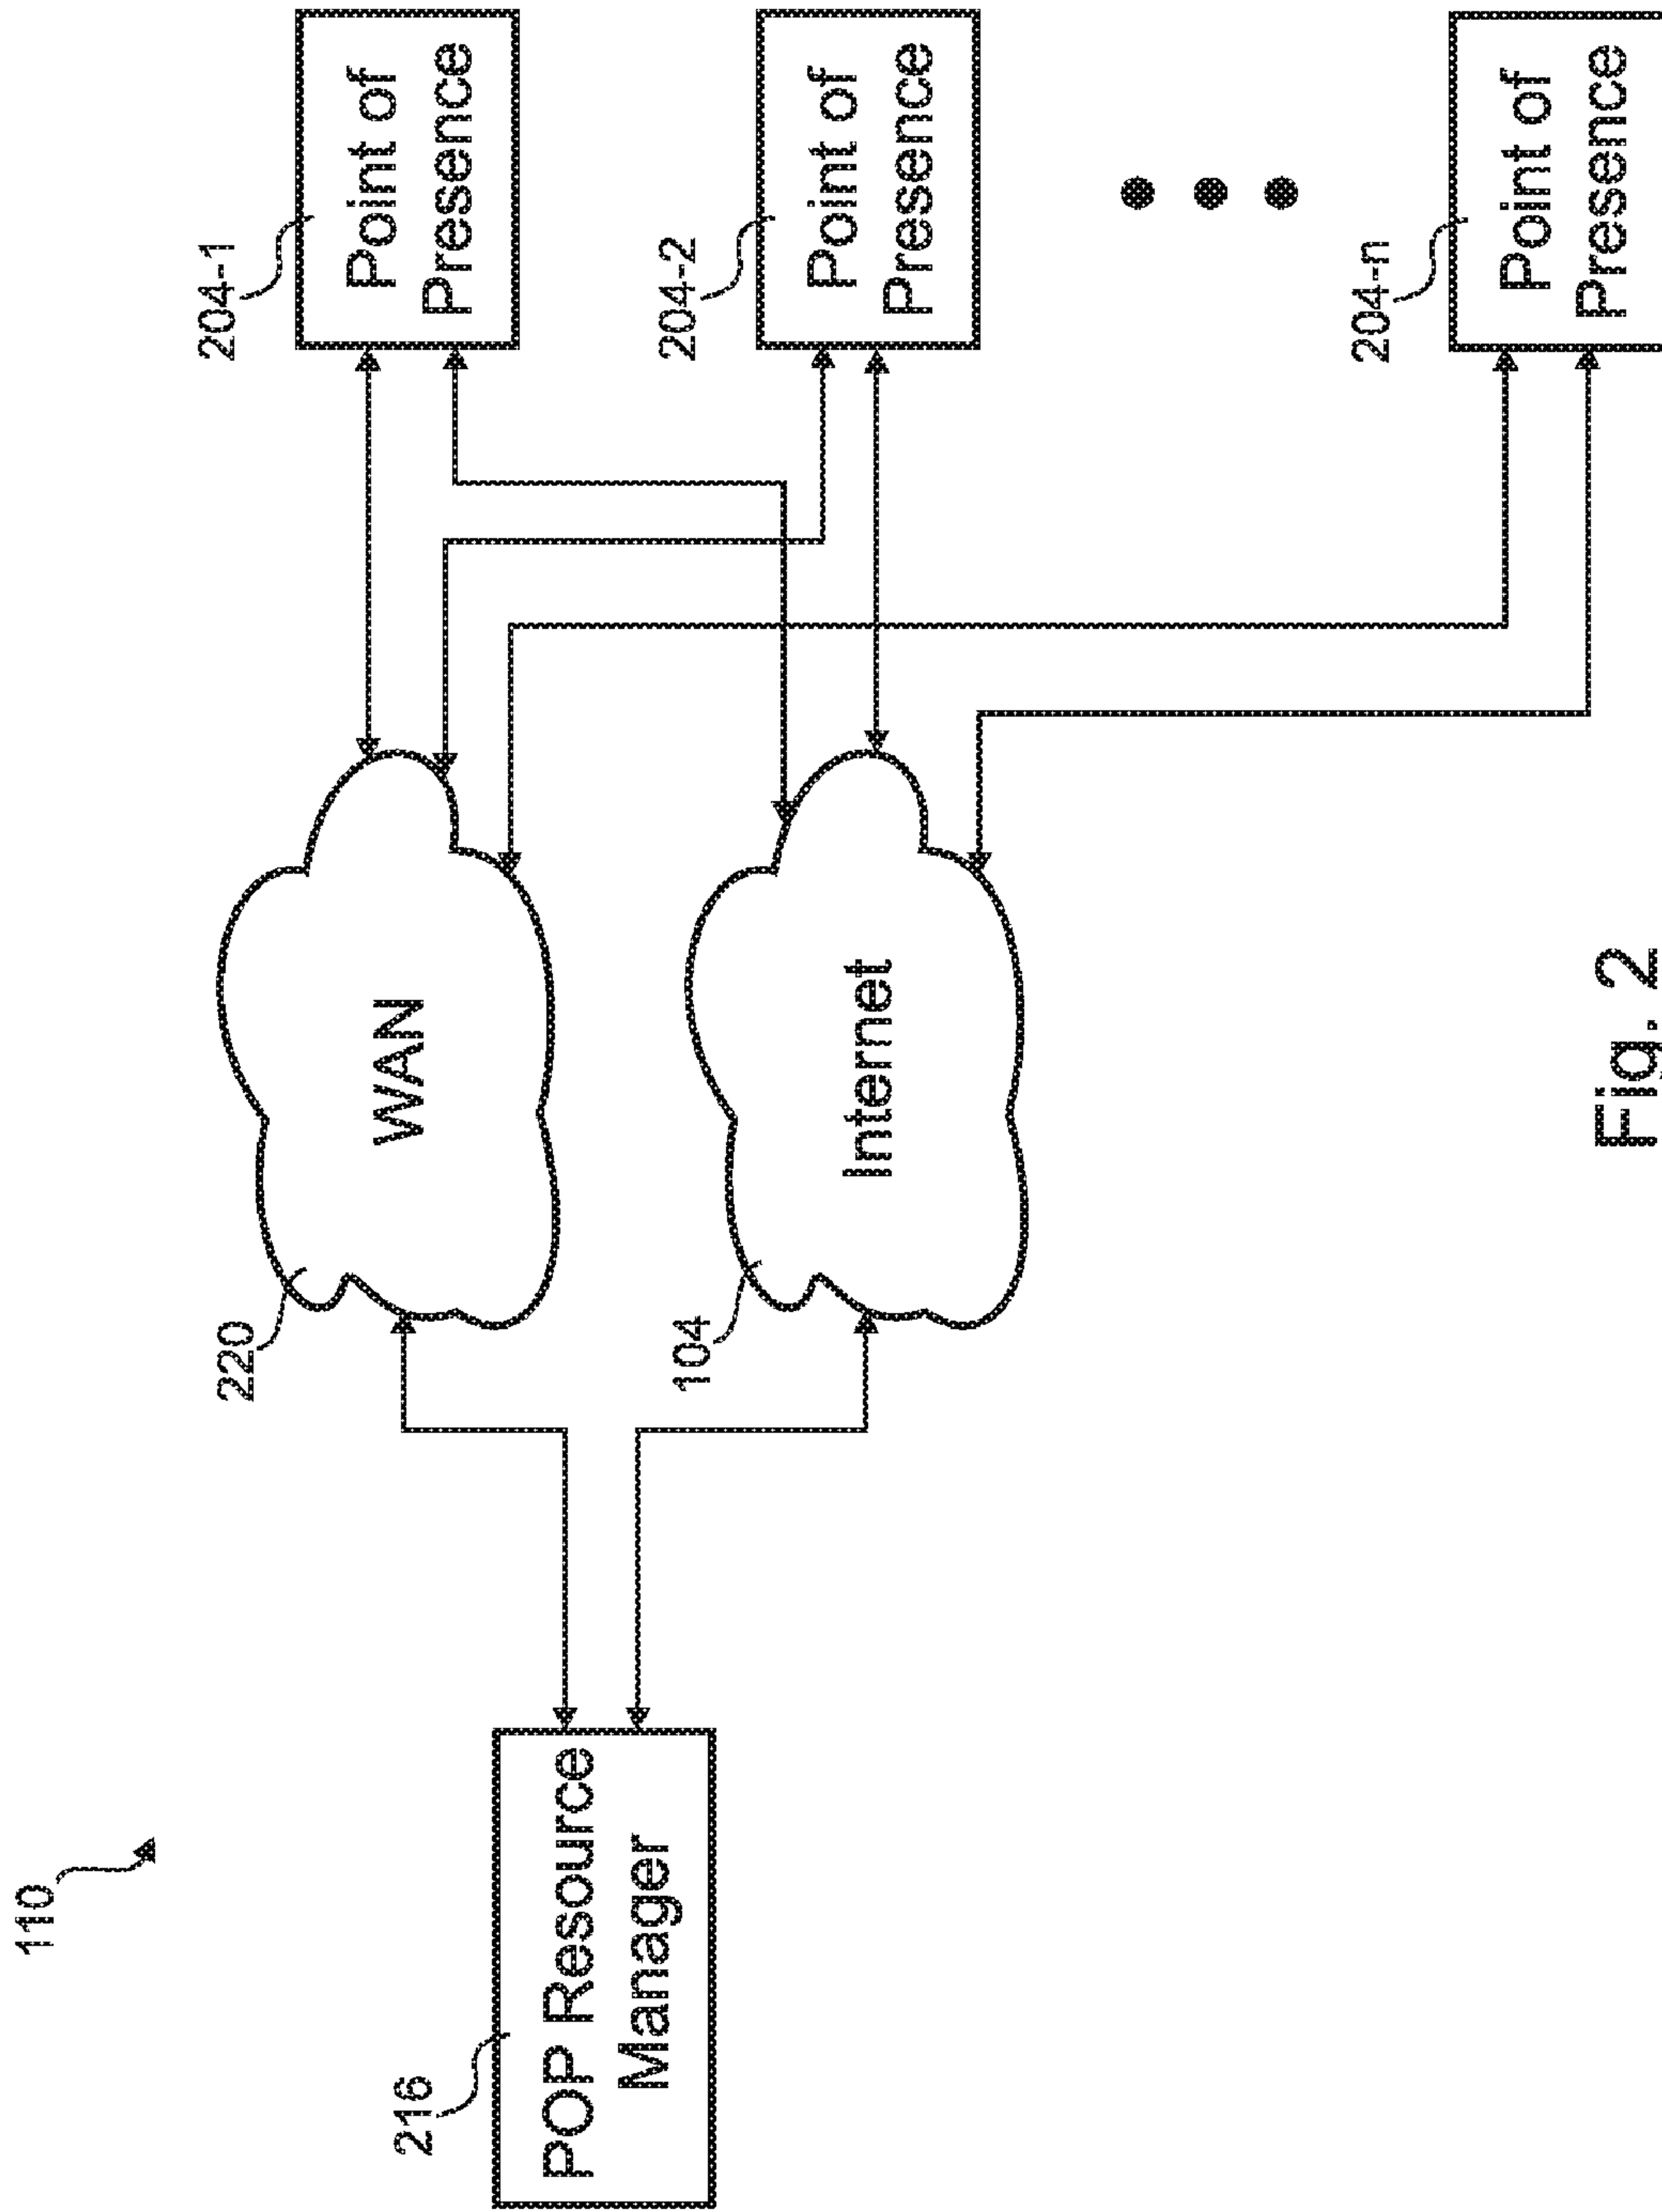 110
216
POP Resource
Manager
220
WAN
104
Internet
204-1
Point of
Presence
204-2
Point of
Presence
204-n
Point of
Presence
Fig. 2